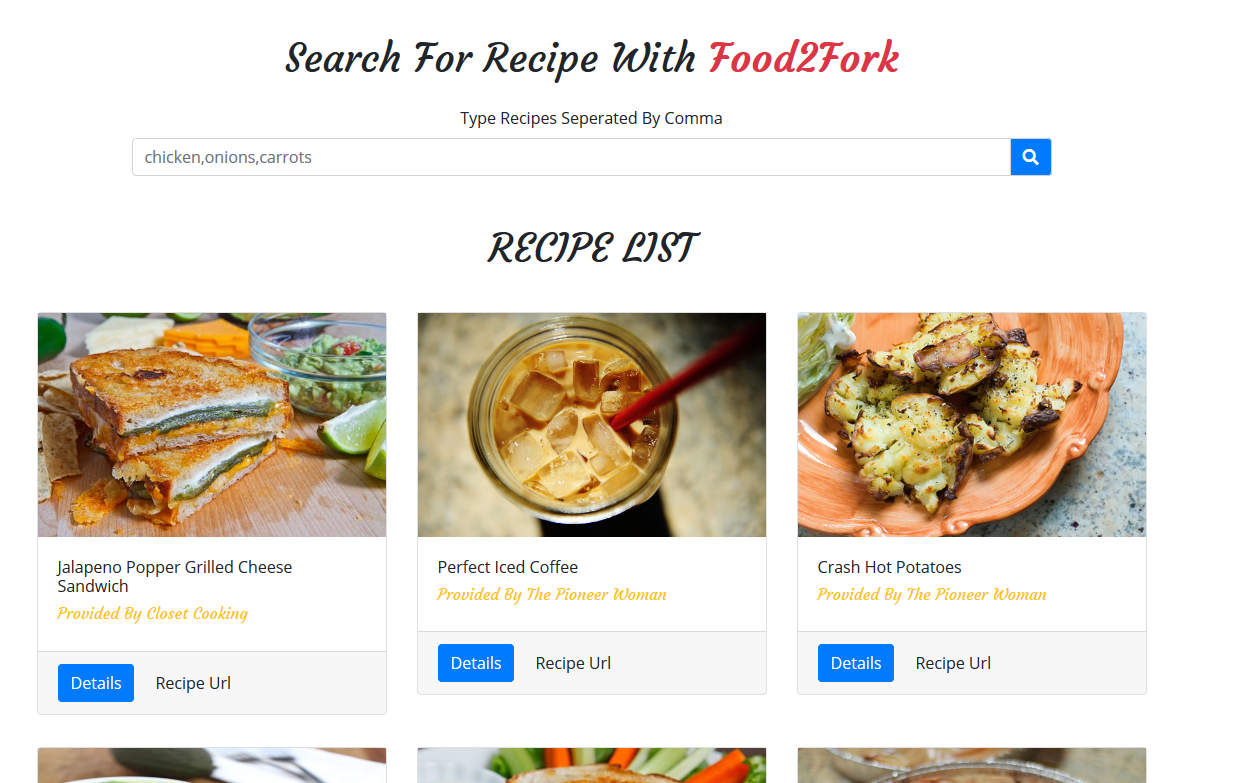 Search For Recipe With Food2Fork
Type Recipes Seperated By Comma
chicken,onions,carrots
RECIPE LIST
Jalapeno Popper Grilled Cheese
Sandwich
Provided By Closet Cooking
Details Recipe Url
Perfect Iced Coffee
Provided By The Pioneer Woman
Details Recipe Url
Crash Hot Potatoes
Provided By The Pioneer Woman
Details Recipe Url